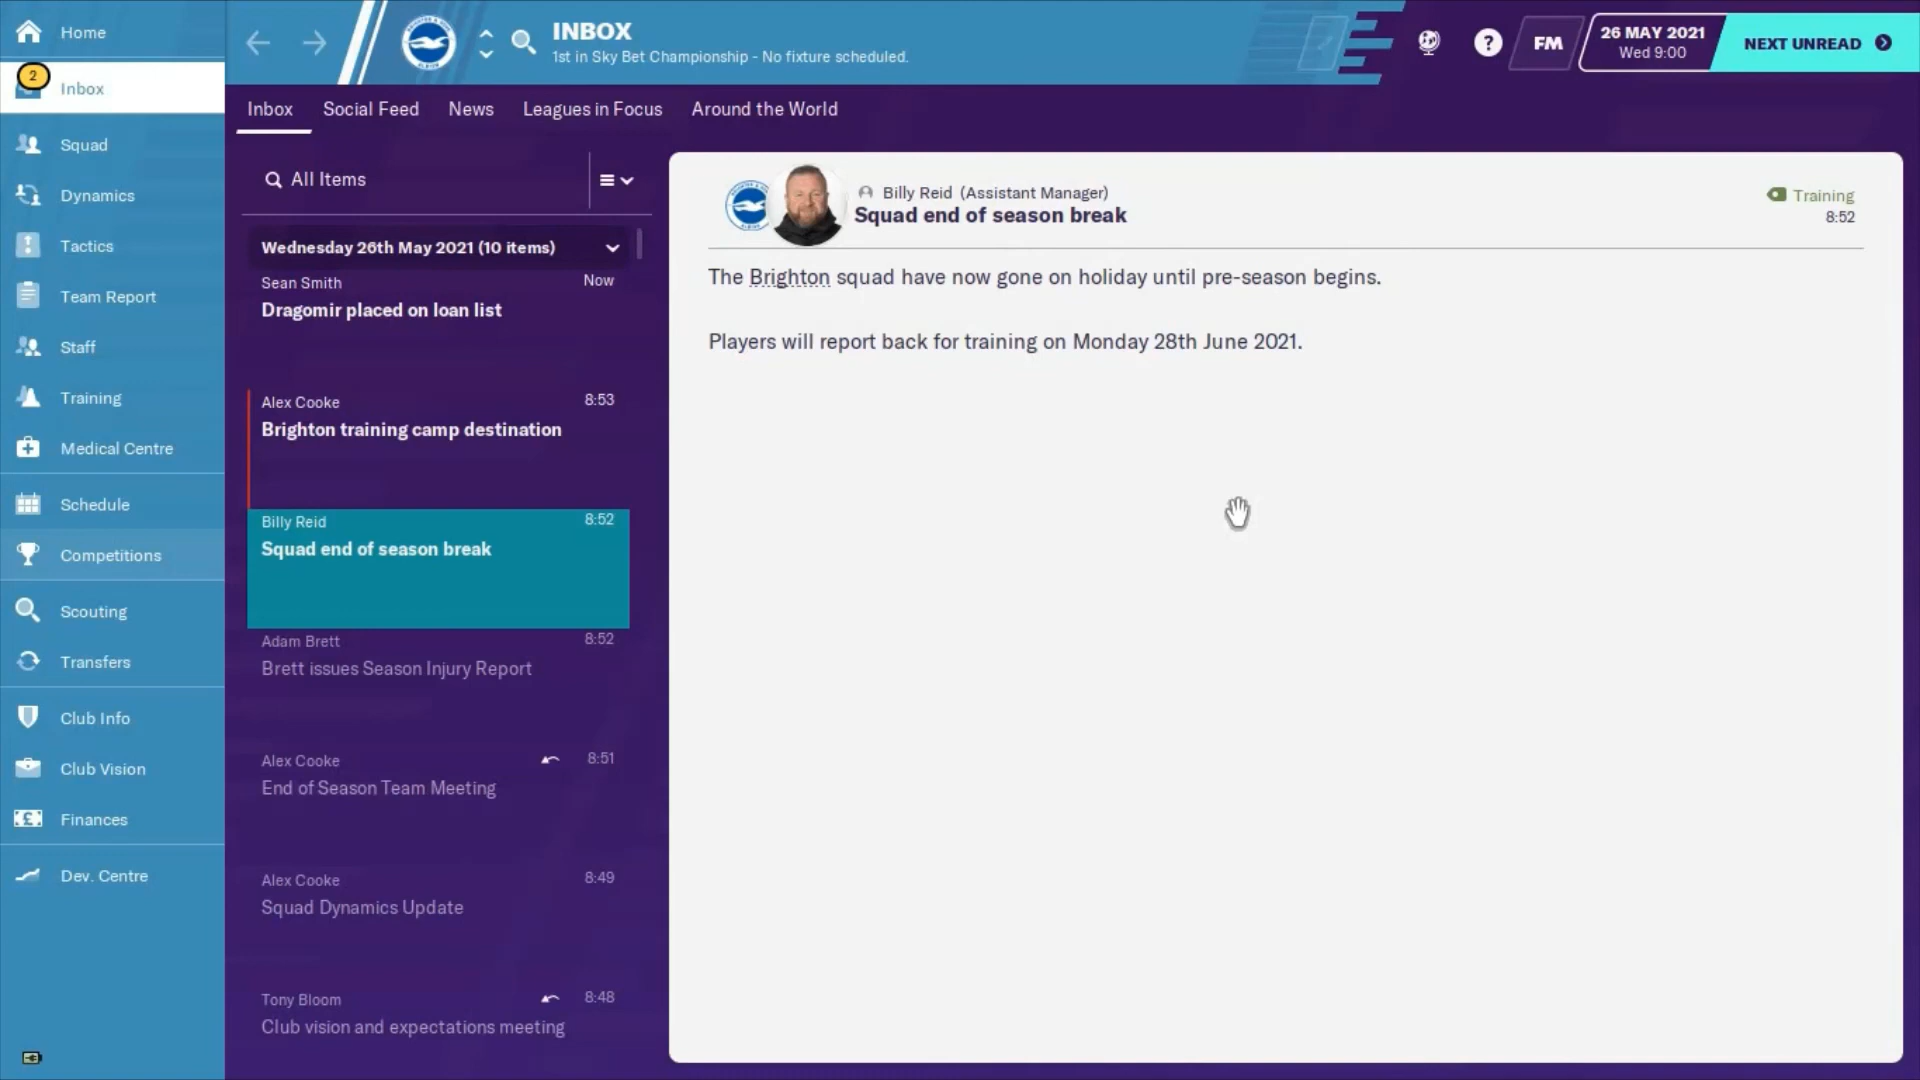 Home
2
Inbox
Squad
Dynamics
Tactics
Team Report
Staff
Training
Medical Centre
Schedule
Competitions
Scouting
Transfers
Club Info
Club Vision
Finances
Dev. Centre
INBOX
1st in Sky Bet Championship - No fixture scheduled.
?
FM
26 MAY 2021
Wed 9:00
NEXT UNREAD
Inbox Social Feed News Leagues in Focus Around the World
All Items
Wednesday 26th May 2021 (10 items)
Sean Smith Now
Dragomir placed on loan list
Alex Cooke 8:53
Brighton training camp destination
Billy Reid 8:52
Squad end of season break
Adam Brett 8:52
Brett issues Season Injury Report
Alex Cooke 8:51
End of Season Team Meeting
Alex Cooke 8:49
Squad Dynamics Update
Tony Bloom 8:48
Club vision and expectations meeting
Billy Reid (Assistant Manager)
Squad end of season break
Training
8:52
The Brighton squad have now gone on holiday until pre-season begins.
Players will report back for training on Monday 28th June 2021.